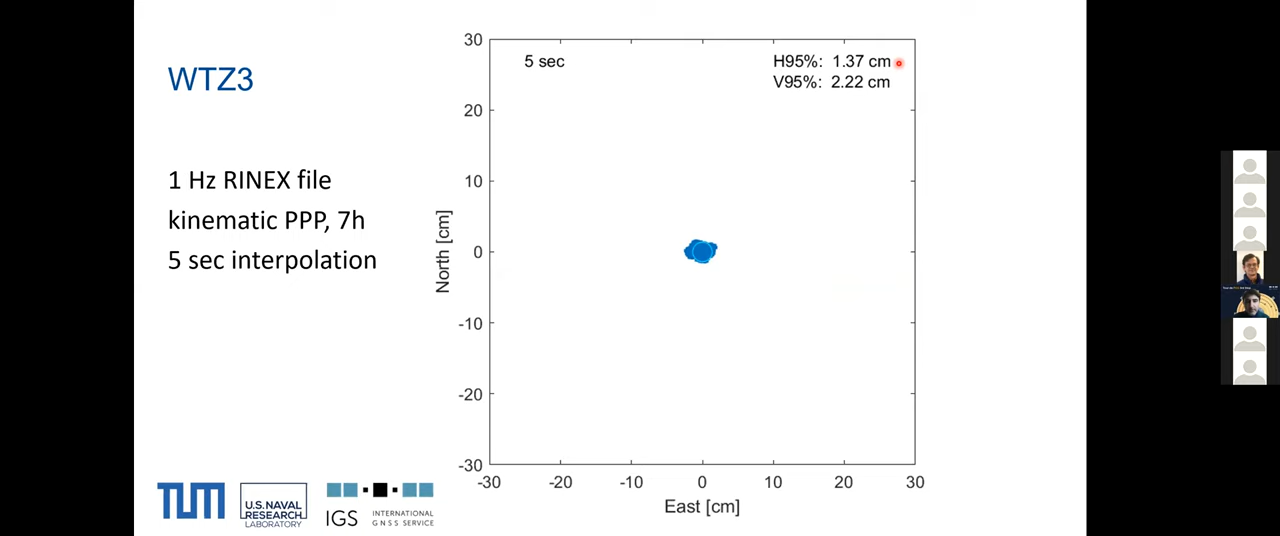 WTZ3
1 Hz RINEX file
kinematic PPP, 7h
5 sec interpolation
5 sec
H95%: 1.37 cm
V95%: 2.22 cm
30
20
10
0
-10
-20
-30
North [cm]
-30 -20 -10 0 10 20 30
East [cm]
TUM
U.S. NAVAL
RESEARCH
LABORATORY
IGS
INTERNATIONAL
GNSS SERVICE